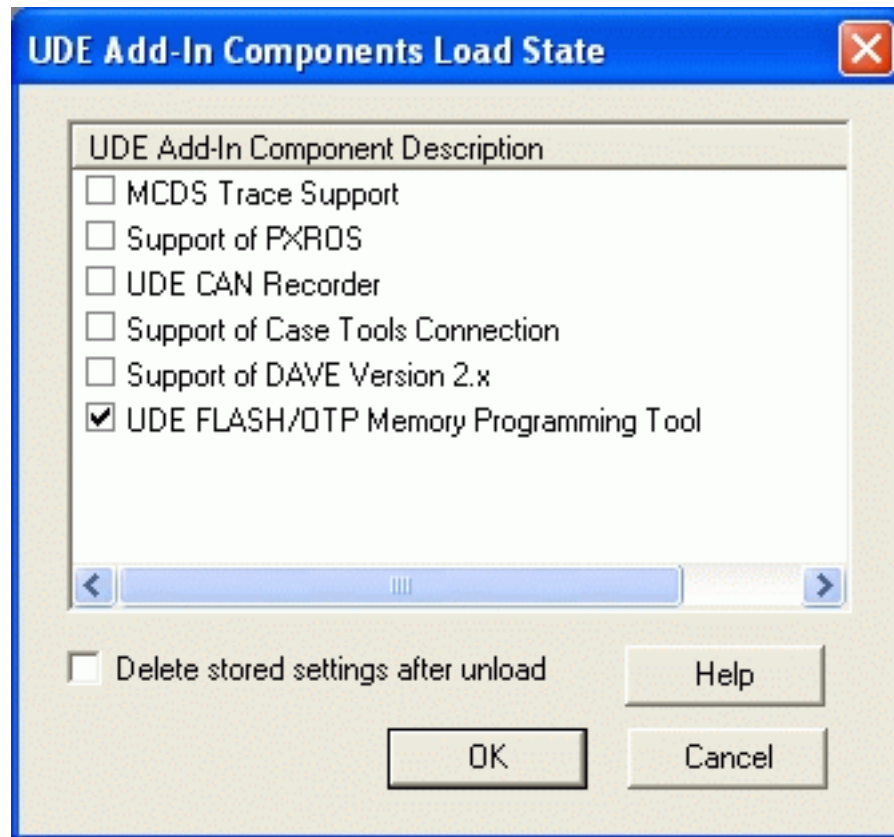 UDE Add-In Components Load State
UDE Add-In Component Description
MCDS Trace Support
Support of PXROS
UDE CAN Recorder
Support of Case Tools Connection
Support of DAVE Version 2.x
UDE FLASH/OTP Memory Programming Tool
Delete stored settings after unload
Help
OK
Cancel